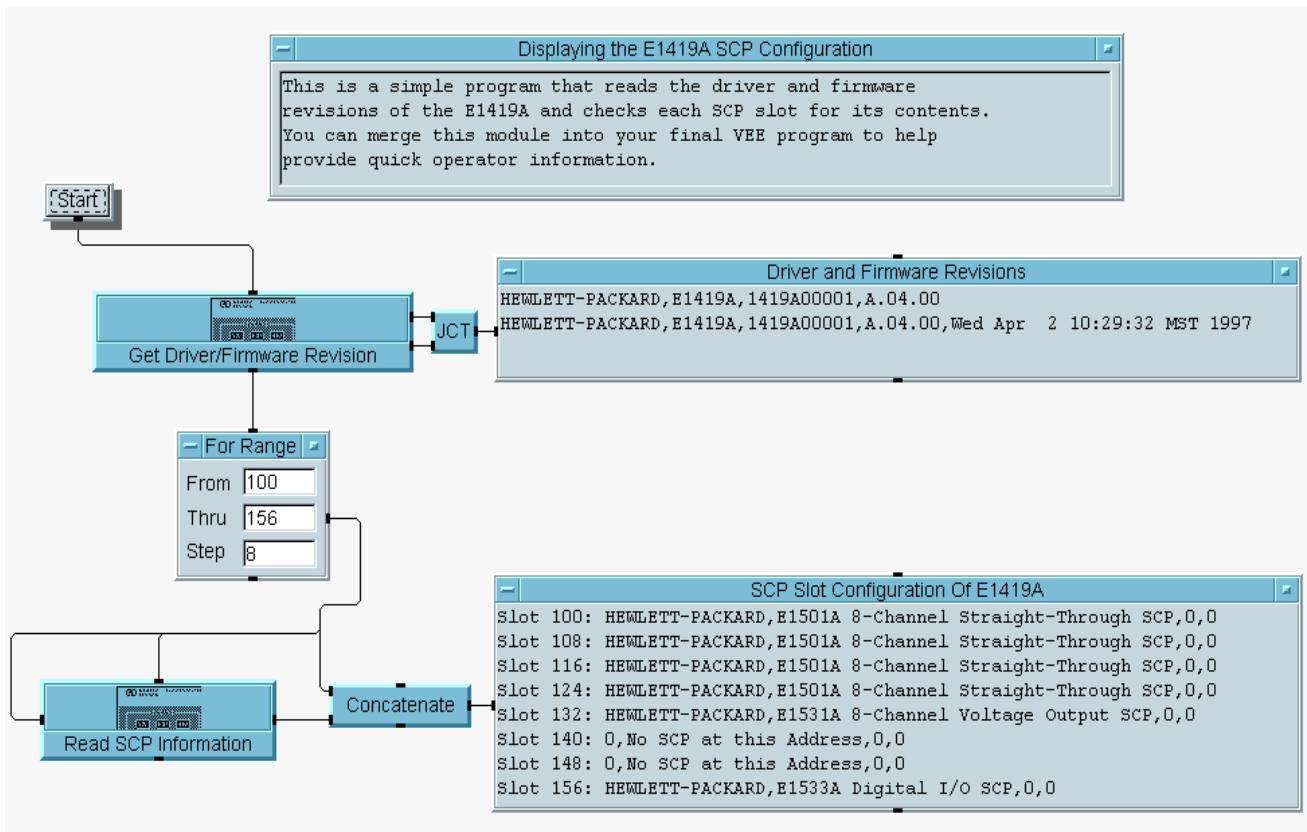 Displaying the E1419A SCP Configuration
This is a simple program that reads the driver and firmware
revisions of the E1419A and checks each SCP slot for its contents.
You can merge this module into your final VEE program to help
provide quick operator information.
Start
Driver and Firmware Revisions
HEWLETT-PACKARD,E1419A,1419A00001,A.04.00
HEWLETT-PACKARD,E1419A,1419A00001,A.04.00,Wed Apr  2 10:29:32 MST 1997
JCT
Get Driver/Firmware Revision
For Range
From 100
Thru 156
Step 8
SCP Slot Configuration Of E1419A
Slot 100: HEWLETT-PACKARD,E1501A 8-Channel Straight-Through SCP,0,0
Slot 108: HEWLETT-PACKARD,E1501A 8-Channel Straight-Through SCP,0,0
Slot 116: HEWLETT-PACKARD,E1501A 8-Channel Straight-Through SCP,0,0
Slot 124: HEWLETT-PACKARD,E1501A 8-Channel Straight-Through SCP,0,0
Slot 132: HEWLETT-PACKARD,E1531A 8-Channel Voltage Output SCP,0,0
Slot 140: 0,No SCP at this Address,0,0
Slot 148: 0,No SCP at this Address,0,0
Slot 156: HEWLETT-PACKARD,E1533A Digital I/O SCP,0,0
Concatenate
Read SCP Information